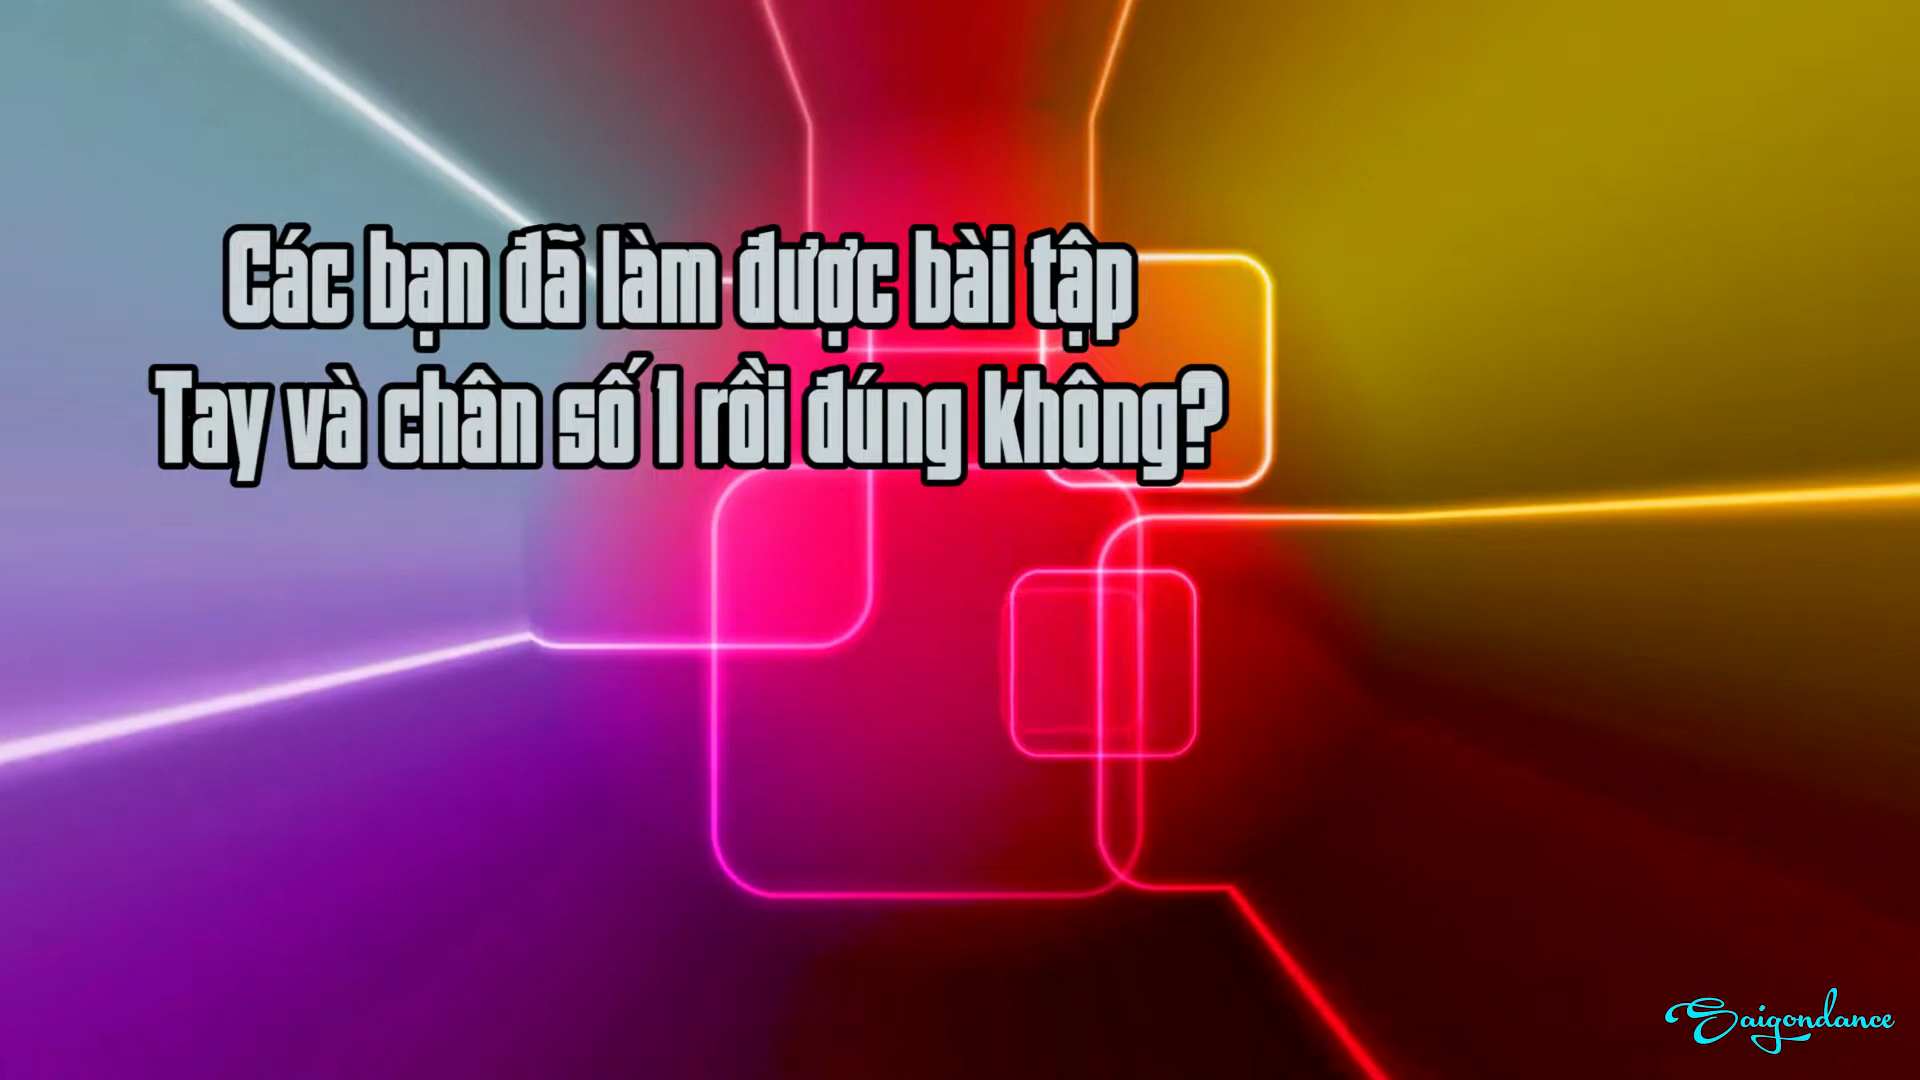 Các bạn đã làm được bài tập
Tay và chân số 1 rồi đúng không?
Saigondance